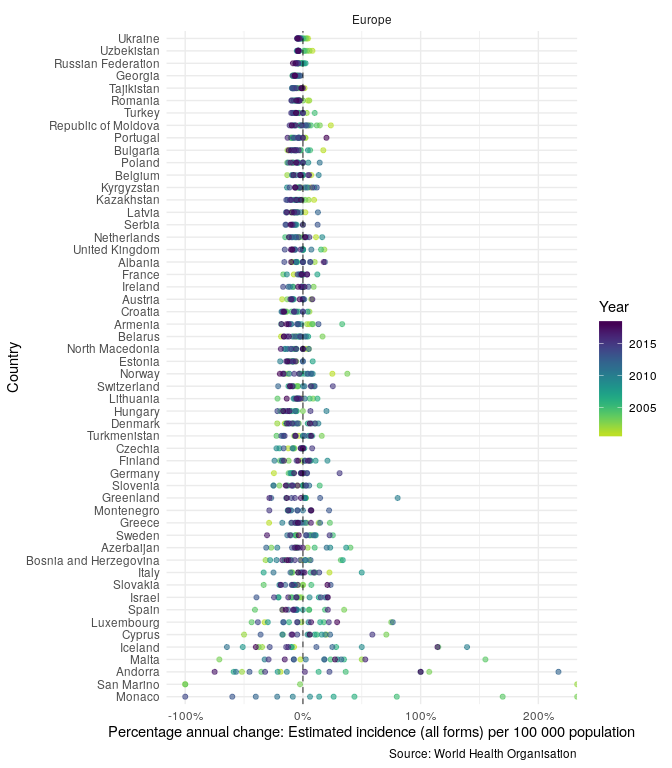 Europe
Ukraine
Uzbekistan
Russian Federation
Georgia
Tajikistan
Romania
Turkey
Republic of Moldova
Portugal
Bulgaria
Poland
Belgium
Kyrgyzstan
Kazakhstan
Latvia
Serbia
Netherlands
United Kingdom
Albania
France
Ireland
Austria
Croatia
Armenia
Belarus
North Macedonia
Estonia
Norway
Switzerland
Lithuania
Hungary
Denmark
Turkmenistan
Czechia
Finland
Germany
Slovenia
Greenland
Montenegro
Greece
Sweden
Azerbaijan
Bosnia and Herzegovina
Italy
Slovakia
Israel
Spain
Luxembourg
Cyprus
Iceland
Malta
Andorra
San Marino
Monaco
Country
-100% 0% 100% 200%
Percentage annual change: Estimated incidence (all forms) per 100 000 population
Source: World Health Organisation
Year
2015
2010
2005